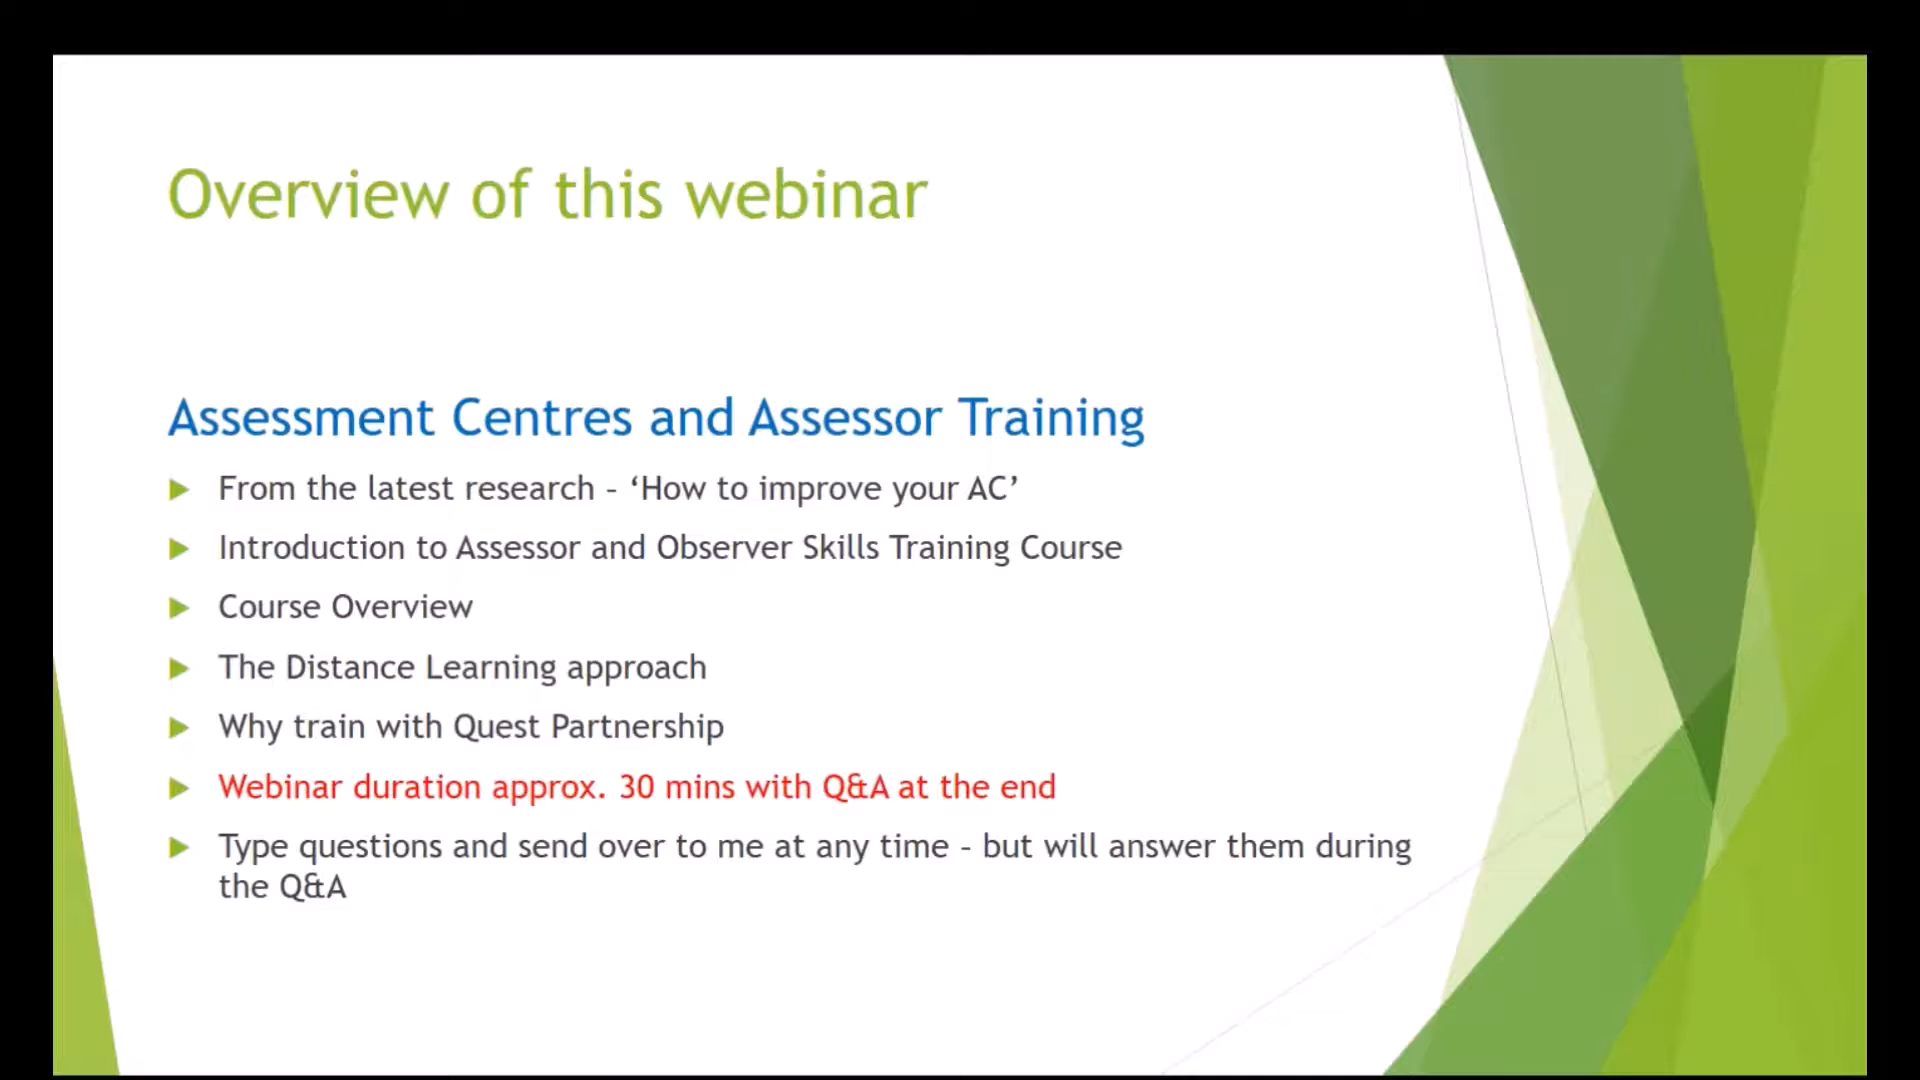 Overview of this webinar
Assessment Centres and Assessor Training
From the latest research – ‘How to improve your AC’
Introduction to Assessor and Observer Skills Training Course
Course Overview
The Distance Learning approach
Why train with Quest Partnership
Webinar duration approx. 30 mins with Q&A at the end
Type questions and send over to me at any time – but will answer them during
the Q&A